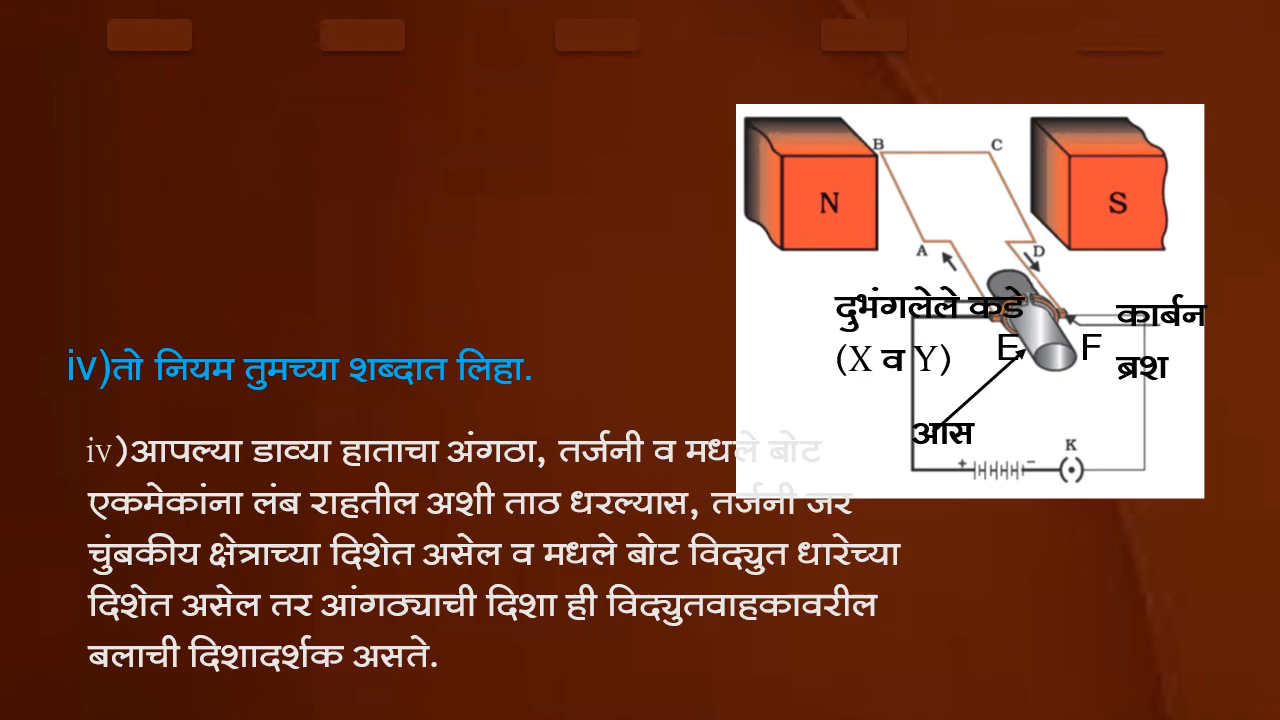 B
C
N
S
A
D
दुभंगलेले कडे
(X व Y)
E
F
कार्बन
ब्रश
आस
K
+
−
iv)तो नियम तुमच्या शब्दात लिहा.
iv)आपल्या डाव्या हाताचा अंगठा, तर्जनी व मधले बोट
एकमेकांना लंब राहतील अशी ताठ धरल्यास, तर्जनी जर
चुंबकीय क्षेत्राच्या दिशेत असेल व मधले बोट विद्युत धारेच्या
दिशेत असेल तर आंगठ्याची दिशा ही विद्युतवाहकावरील
बलाची दिशादर्शक असते.